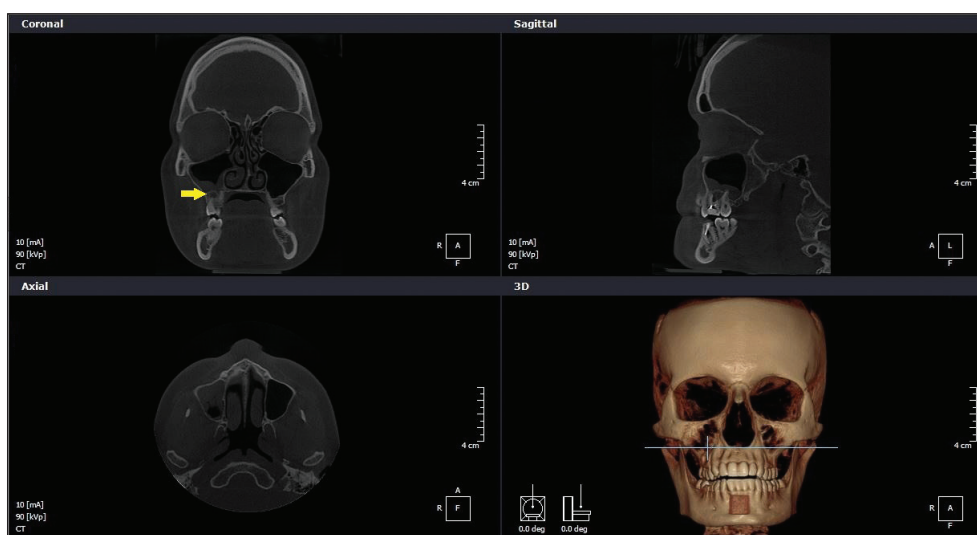 Coronal
4 cm
10 [mA]
90 [kVp]
CT
R A
F
Sagittal
4 cm
10 [mA]
90 [kVp]
CT
A L
F
Axial
4 cm
10 [mA]
90 [kVp]
CT
A
R F
3D
4 cm
0.0 deg 0.0 deg
R A
F